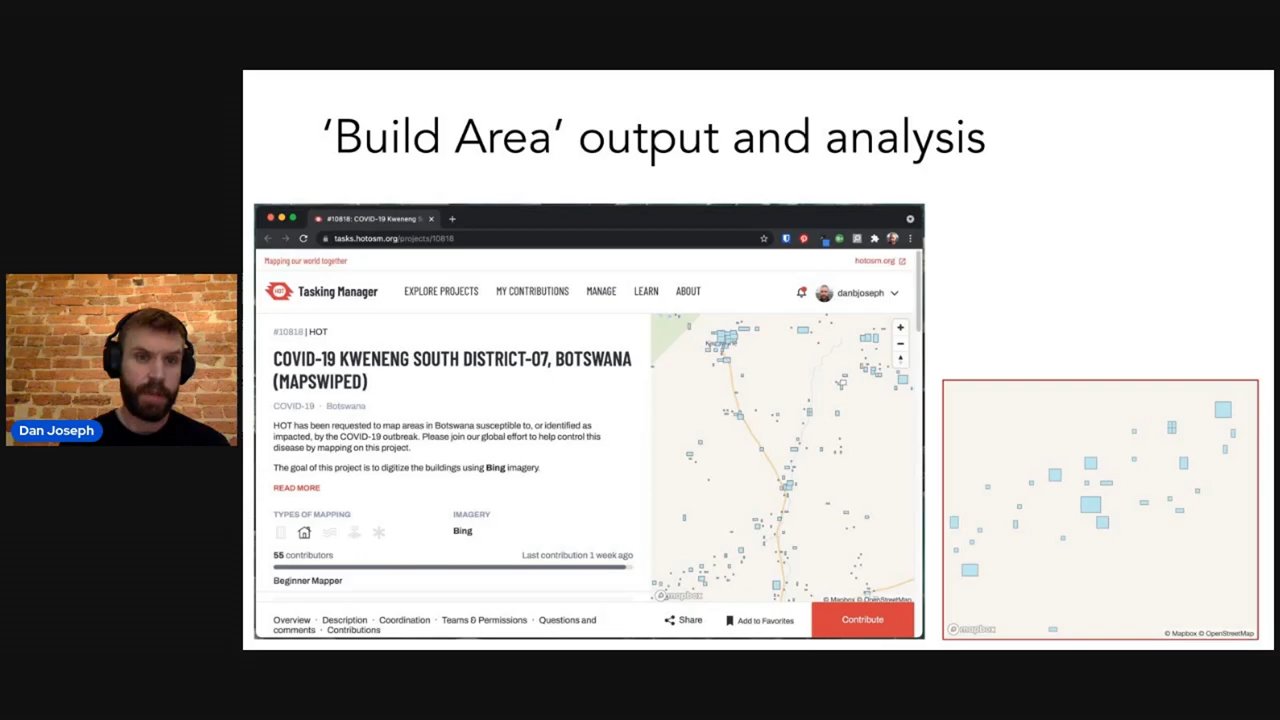 ‘Build Area’ output and analysis
#10818: COVID-19 Kweneng S
tasks.hotosm.org/projects/10818
Mapping our world together
hotosm.org
HOT
Tasking Manager
EXPLORE PROJECTS
MY CONTRIBUTIONS
MANAGE
LEARN
ABOUT
danbjoseph
#10818 | HOT
COVID-19 KWENENG SOUTH DISTRICT-07, BOTSWANA
(MAPSWIPED)
COVID-19 · Botswana
HOT has been requested to map areas in Botswana susceptible to, or identified as
impacted, by the COVID-19 outbreak. Please join our global effort to help control this
disease by mapping on this project.
The goal of this project is to digitize the buildings using Bing imagery.
READ MORE
TYPES OF MAPPING
IMAGERY
Bing
55 contributors
Last contribution 1 week ago
Beginner Mapper
mapbox
© Mapbox © OpenStreetMap
Overview · Description · Coordination · Teams & Permissions · Questions and
comments · Contributions
Share
Add to Favorites
Contribute
mapbox
© Mapbox © OpenStreetMap
Dan Joseph